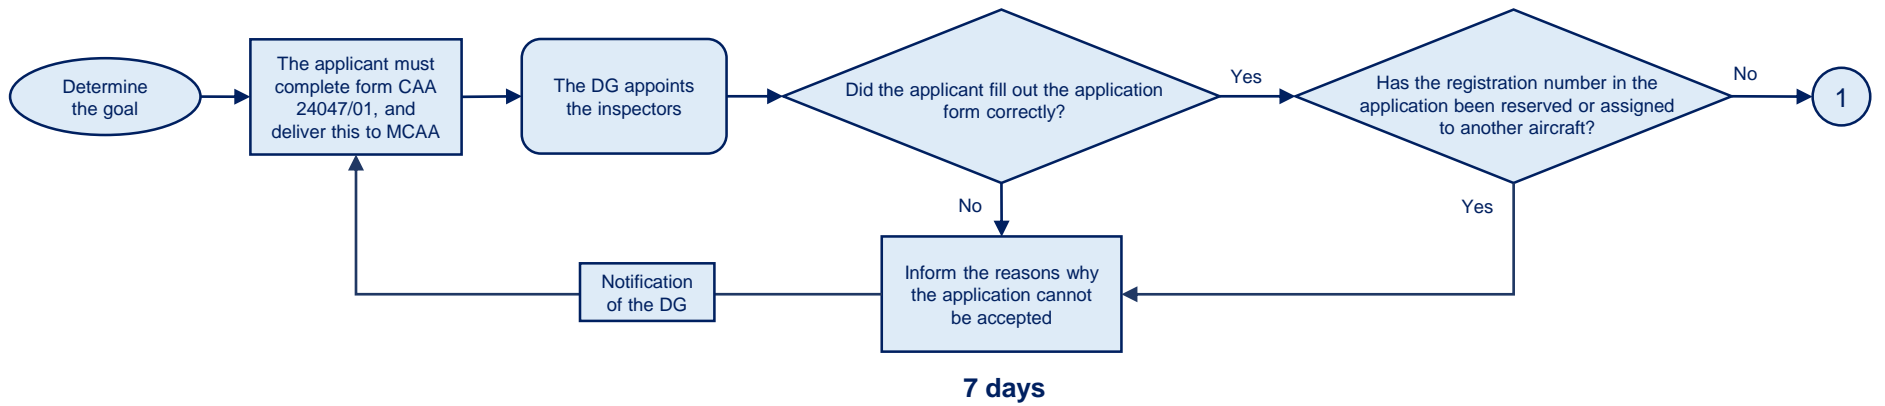 Determine
the goal
The applicant must
complete form CAA
24047/01, and
deliver this to MCAA
The DG appoints
the inspectors
Did the applicant fill out the application
form correctly?
Yes
Has the registration number in the
application been reserved or assigned
to another aircraft?
No
1
No
Yes
Notification
of the DG
Inform the reasons why
the application cannot
be accepted
7 days